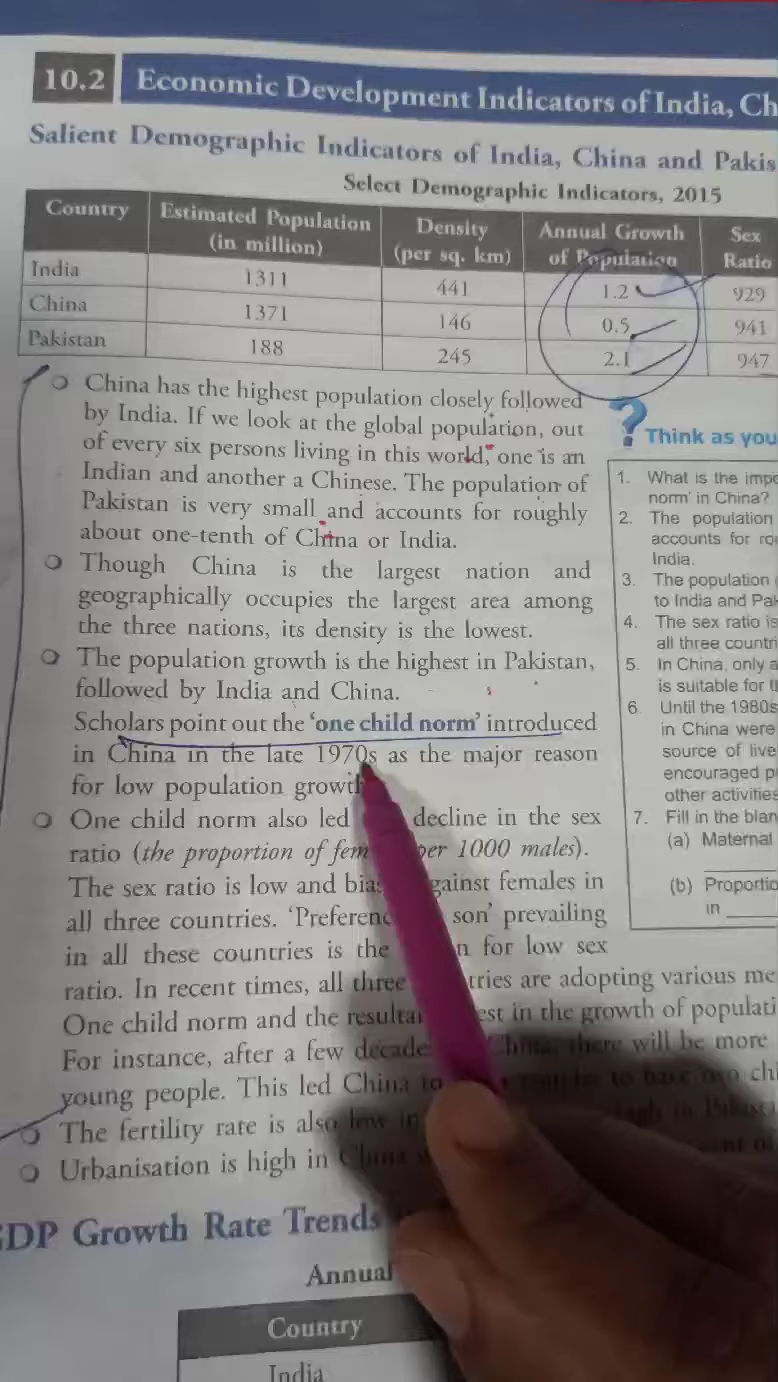 10.2 Economic Development Indicators of India, Ch
Salient Demographic Indicators of India, China and Pakis
Select Demographic Indicators, 2015
Country Estimated Population (in million) Density (per sq. km) Annual Growth of Population Sex Ratio
India 1311 441 1.2 929
China 1371 146 0.5 941
Pakistan 188 245 2.1 947
China has the highest population closely followed
by India. If we look at the global population, out
of every six persons living in this world, one is an
Indian and another a Chinese. The population of
Pakistan is very small and accounts for roughly
about one-tenth of China or India.
Though China is the largest nation and
geographically occupies the largest area among
the three nations, its density is the lowest.
The population growth is the highest in Pakistan,
followed by India and China.
Scholars point out the 'one child norm' introduced
in China in the late 1970s as the major reason
for low population growth
One child norm also led decline in the sex
ratio (the proportion of fem per 1000 males).
The sex ratio is low and bia gainst females in
all three countries. 'Preferenc son' prevailing
in all these countries is the n for low sex
ratio. In recent times, all three tries are adopting various me
One child norm and the resultan est in the growth of populati
For instance, after a few decade China, there will be more
young people. This led China to couples to have two chi
The fertility rate is also low in high in Pakist
Urbanisation is high in China
GDP Growth Rate Trends
Annual
Country
India
? Think as you
1. What is the impo
norm' in China?
2. The population
accounts for ro
India.
3. The population
to India and Pak
4. The sex ratio is
all three countri
5. In China, only a
is suitable for
6. Until the 1980s
in China were
source of live
encouraged p
other activities
7. Fill in the blan
(a) Maternal
(b) Proportio
in